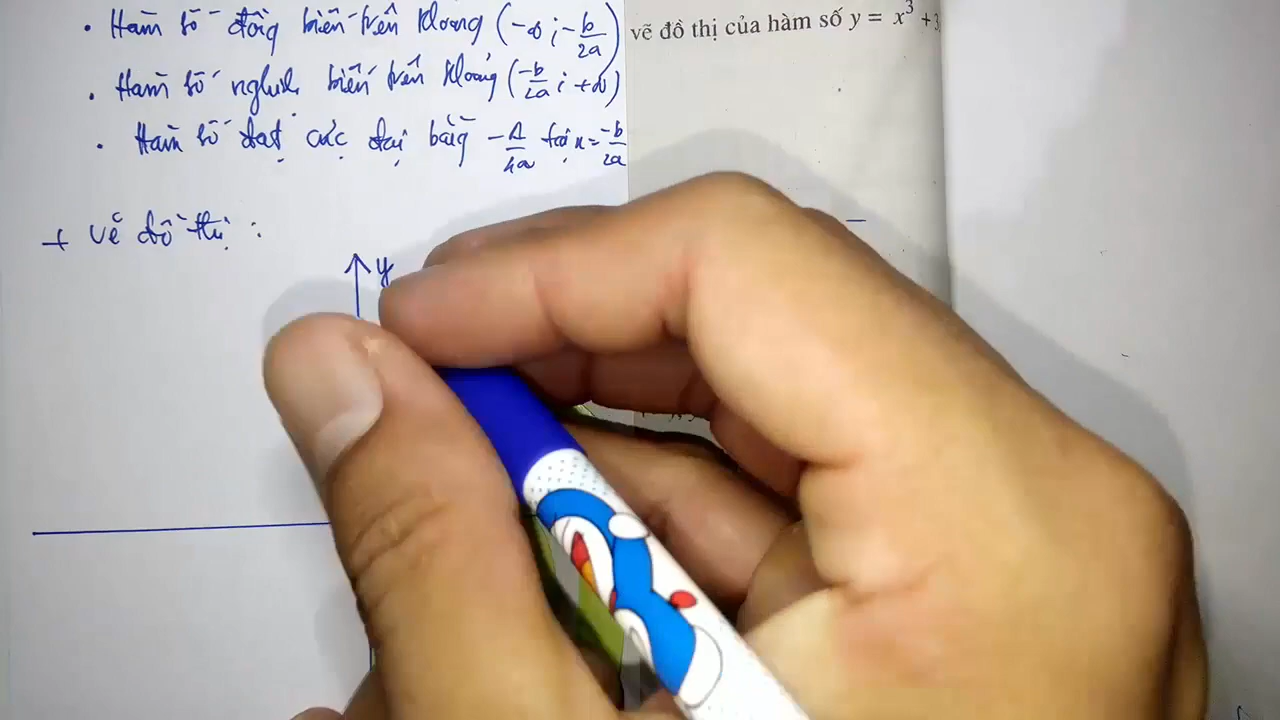 • Hàm số đồng biến trên khoảng (-∞; -b/2a)
• Hàm số nghịch biến trên khoảng (-b/2a; +∞)
• Hàm số đạt cực đại bằng -Δ/4a tại x = -b/2a
+ Vẽ đồ thị :
y
vẽ đồ thị của hàm số y = x³ + 3